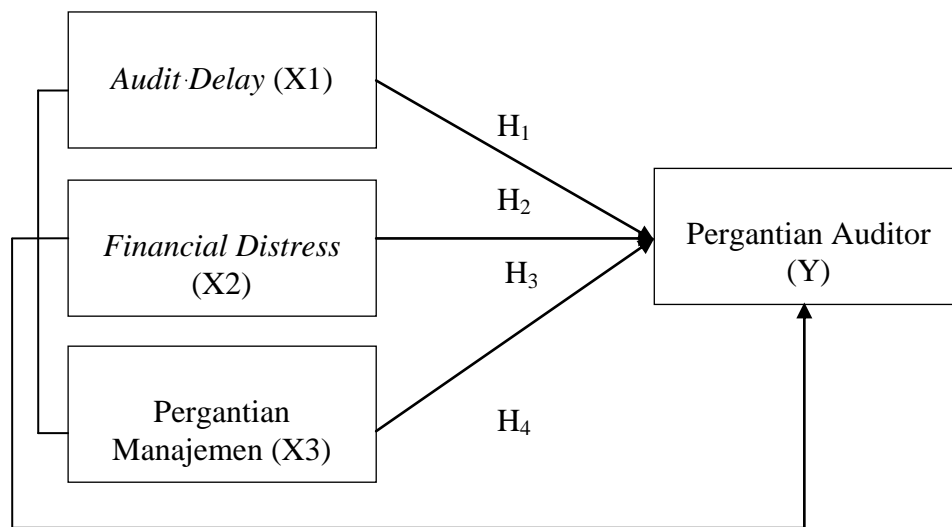 Audit Delay (X1)
H1
H2
Financial Distress
(X2)
H3
Pergantian Auditor
(Y)
Pergantian
Manajemen (X3)
H4